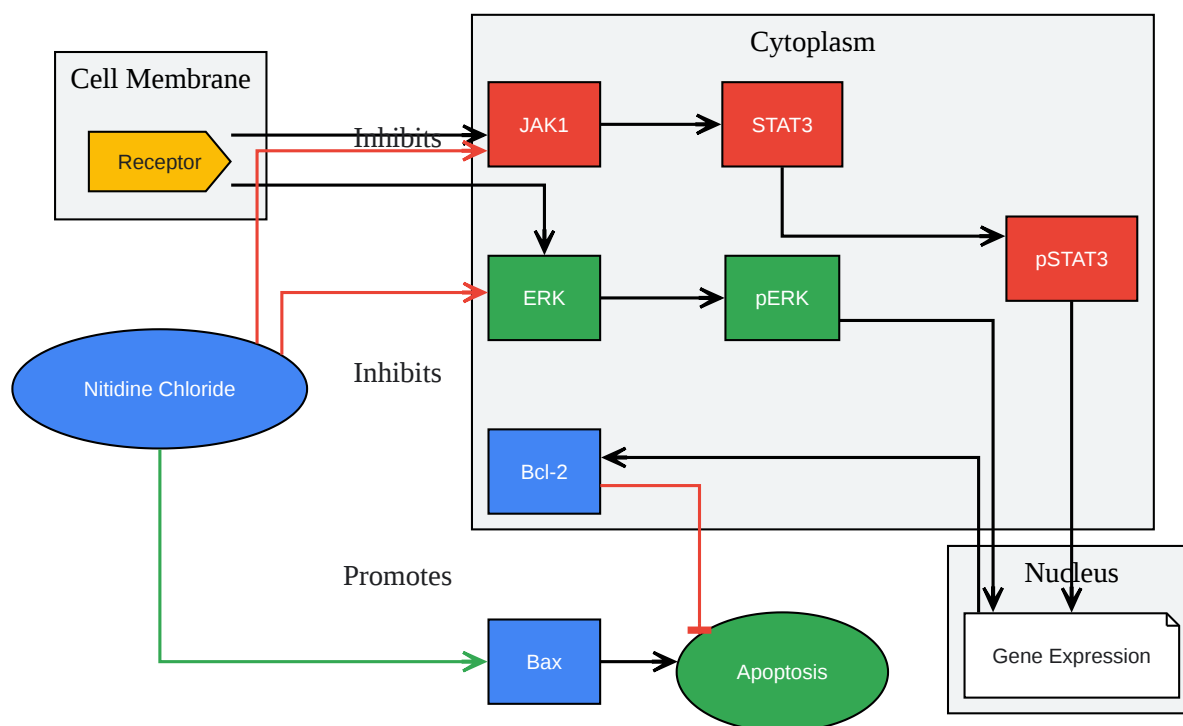 Cytoplasm
Cell Membrane
JAK1
STAT3
Inhibits
Receptor
pSTAT3
ERK
pERK
Inhibits
Nitidine Chloride
Bcl-2
Promotes
Nucleus
Gene Expression
Bax
Apoptosis